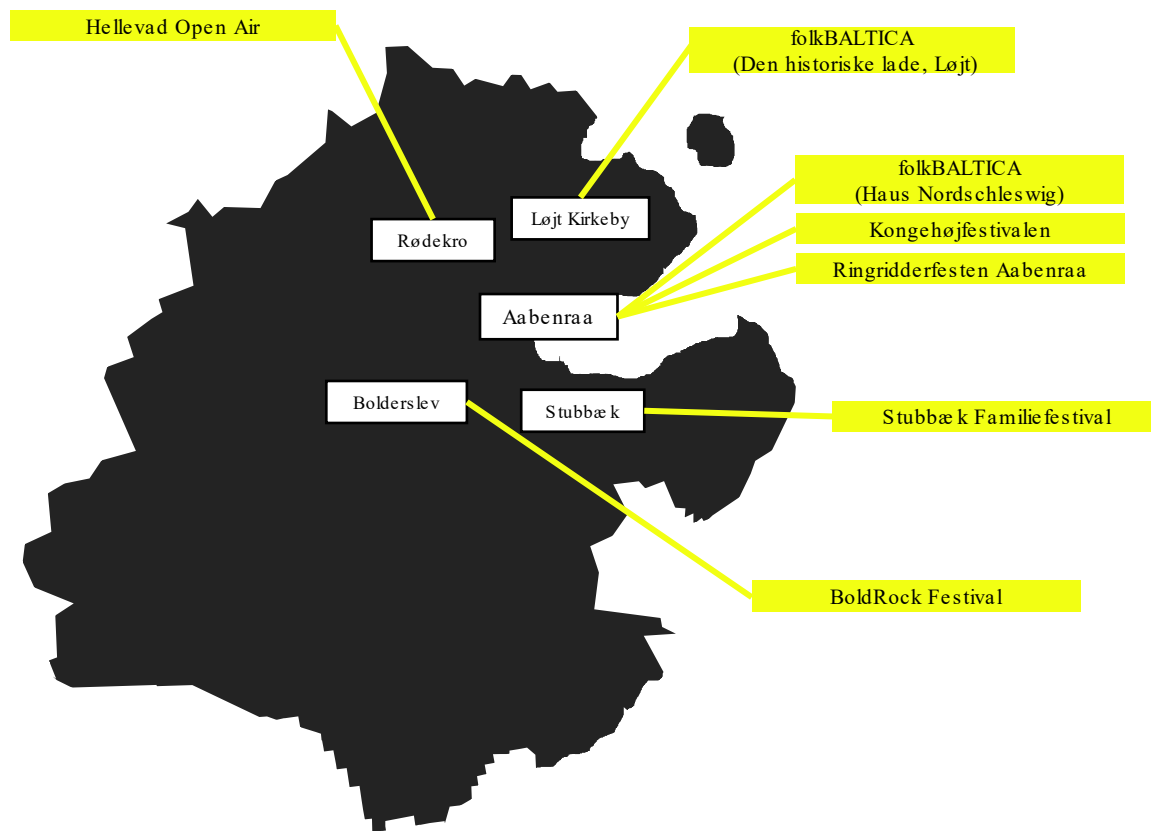 Hellevad Open Air
folkBALTICA
(Den historiske lade, Løjt)
folkBALTICA
(Haus Nordschleswig)
Løjt Kirkeby
Kongehøjfestivalen
Rødekro
Ringridderfesten Aabenraa
Aabenraa
Bolderslev
Stubbæk
Stubbæk Familiefestival
BoldRock Festival